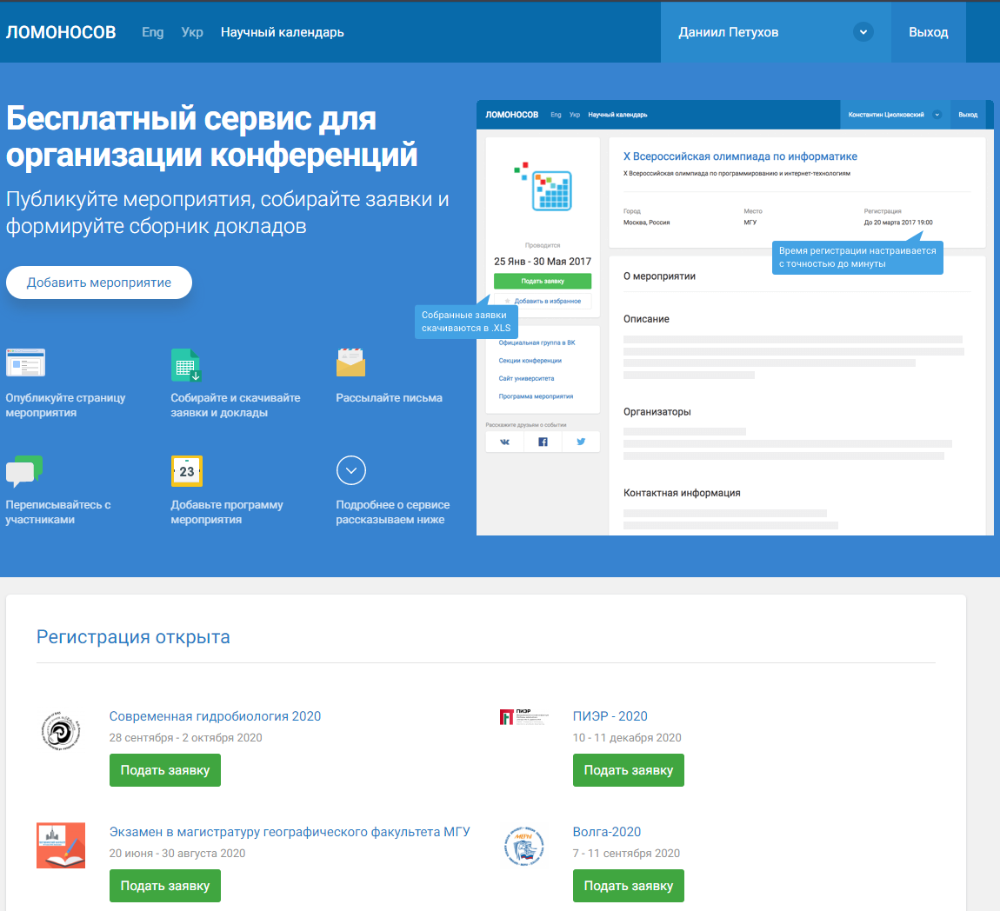 ЛОМОНОСОВ Eng Укр Научный календарь Даниил Петухов Выход
Бесплатный сервис для
организации конференций
Публикуйте мероприятия, собирайте заявки и
формируйте сборник докладов
Добавить мероприятие
Опубликуйте страницу
мероприятия
Собирайте и скачивайте
заявки и доклады
Рассылайте письма
Переписывайтесь с
участниками
23
Добавьте программу
мероприятия
Подробнее о сервисе
рассказываем ниже
ЛОМОНОСОВ Eng Укр Научный календарь Константин Циолковский Выход
Проводится
25 Янв - 30 Мая 2017
Подать заявку
Добавить в избранное
Собранные заявки
скачиваются в .XLS
Официальная группа в ВК
Секции конференции
Сайт университета
Программа мероприятия
Расскажите друзьям о событии
X Всероссийская олимпиада по информатике
X Всероссийская олимпиада по программированию и интернет-технологиям
Город Место Регистрация
Москва, Россия МГУ До 20 марта 2017 19:00
Время регистрации настраивается
с точностью до минуты
О мероприятии
Описание
Организаторы
Контактная информация
Регистрация открыта
Современная гидробиология 2020
28 сентября - 2 октября 2020
Подать заявку
ПИЭР
ПИЭР - 2020
10 - 11 декабря 2020
Подать заявку
Экзамен в магистратуру географического факультета МГУ
20 июня - 30 августа 2020
Подать заявку
Волга-2020
7 - 11 сентября 2020
Подать заявку